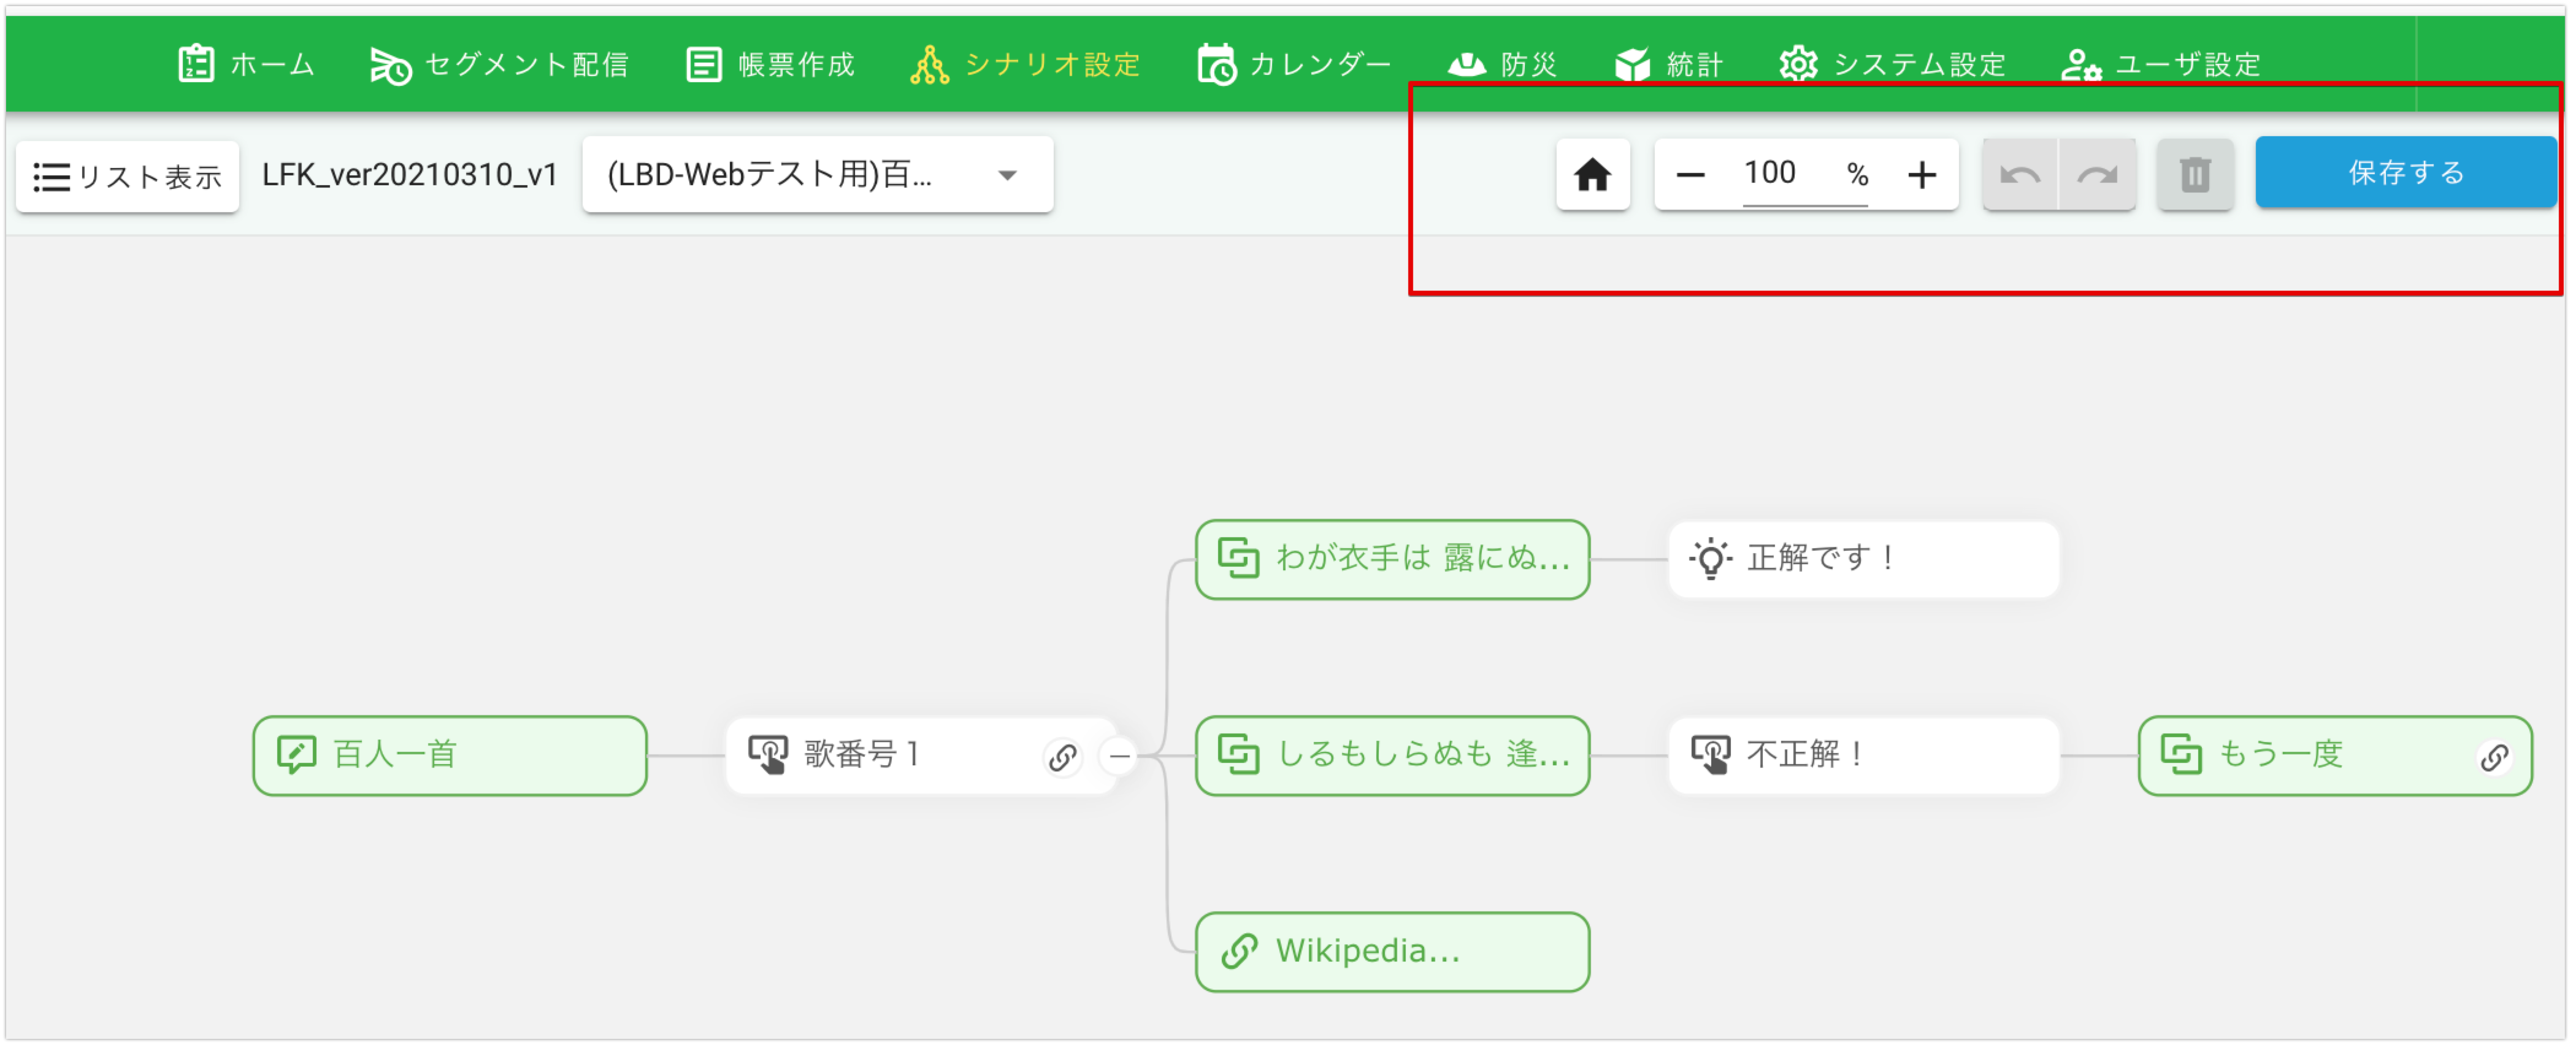 ホーム セグメント配信 帳票作成 シナリオ設定 カレンダー 防災 統計 システム設定 ユーザ設定
リスト表示 LFK_ver20210310_v1 (LBD-Webテスト用)百... 100 % 保存する
わが衣手は 露にぬ... 正解です！
百人一首 歌番号１ しるもしらぬも 逢... 不正解！ もう一度
Wikipedia...